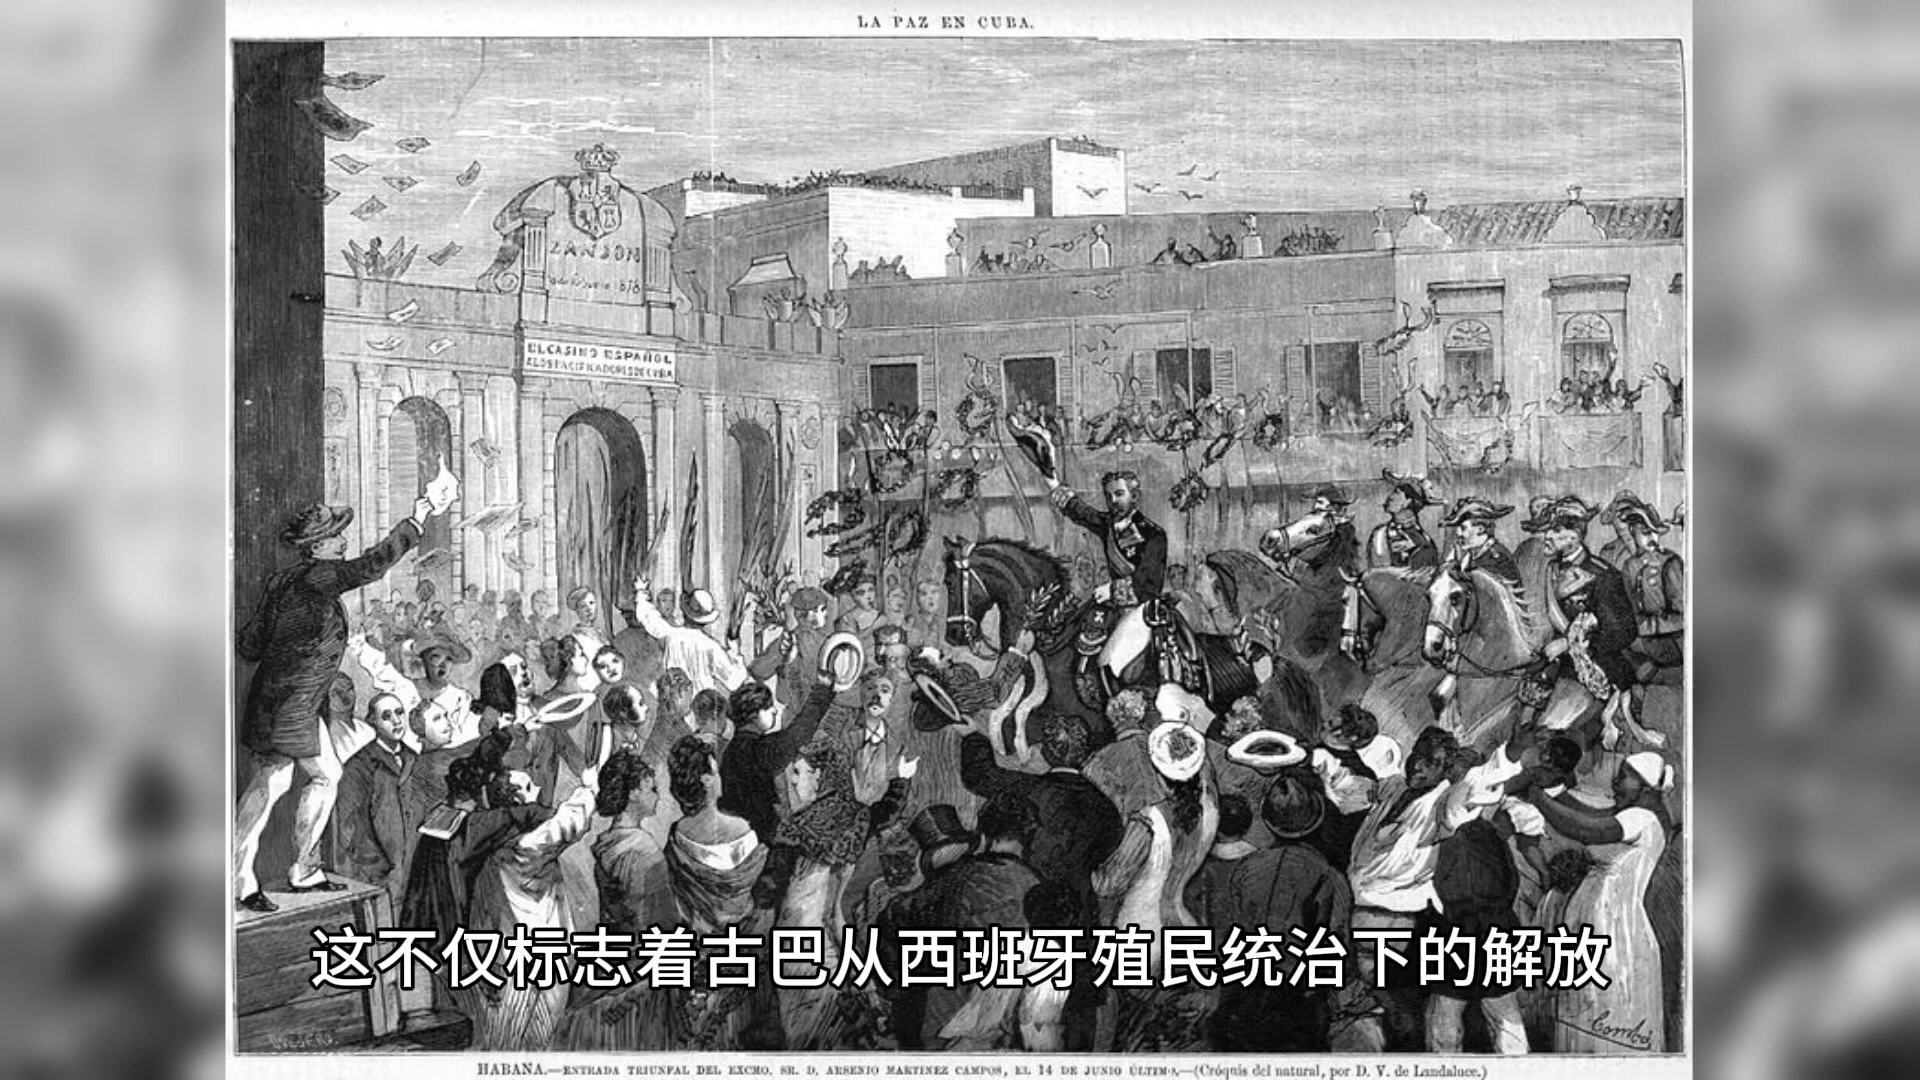 LA PAZ EN CUBA.
ZANJON
EL CASINO ESPAÑOL
A LOS PACIFICADORES DE CUBA
这不仅标志着古巴从西班牙殖民统治下的解放
HABANA.—ENTRADA TRIUNFAL DEL EXCMO. SR. D. ARSENIO MARTINEZ CAMPOS, EL 14 DE JUNIO ÚLTIMO.—(Cróquis del natural, por D. V. de Landaluce.)